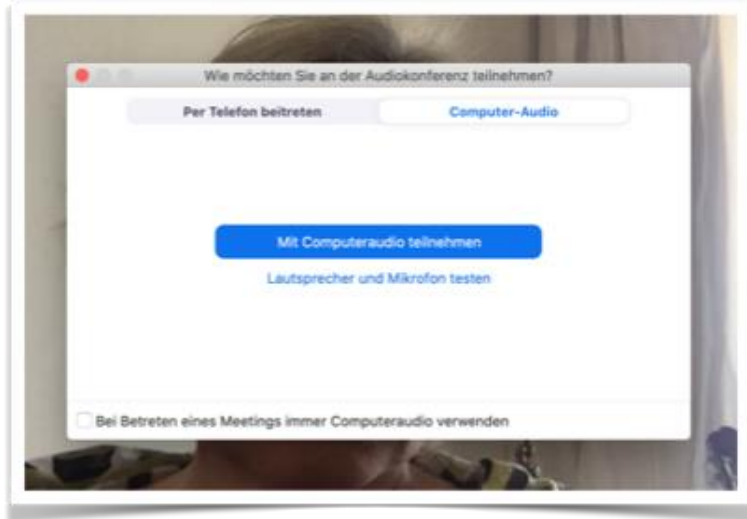 Wie möchten Sie an der Audiokonferenz teilnehmen?
Per Telefon beitreten Computer-Audio
Mit Computeraudio teilnehmen
Lautsprecher und Mikrofon testen
Bei Betreten eines Meetings immer Computeraudio verwenden